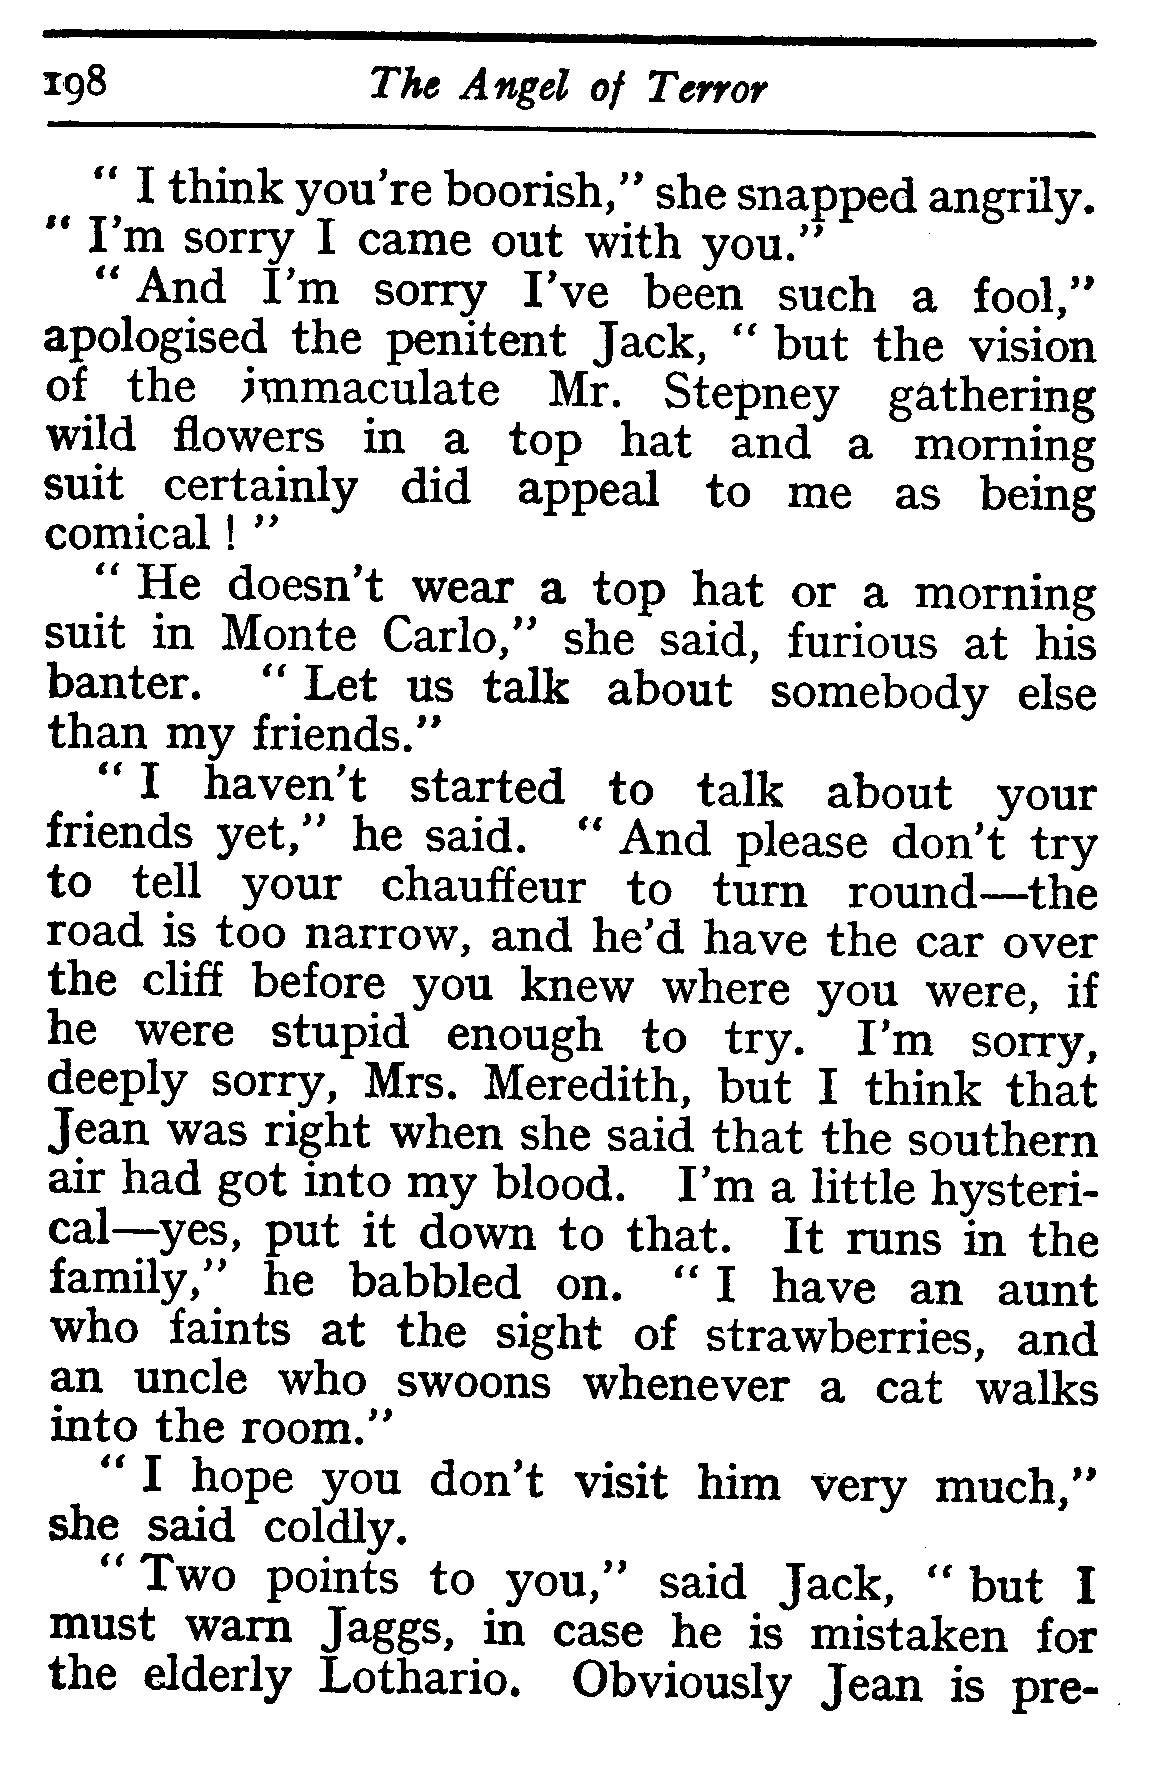 198 The Angel of Terror
" I think you're boorish," she snapped angrily.
" I'm sorry I came out with you."
" And I'm sorry I've been such a fool,"
apologised the penitent Jack, " but the vision
of the immaculate Mr. Stepney gathering
wild flowers in a top hat and a morning
suit certainly did appeal to me as being
comical ! "
" He doesn't wear a top hat or a morning
suit in Monte Carlo," she said, furious at his
banter. " Let us talk about somebody else
than my friends."
" I haven't started to talk about your
friends yet," he said. " And please don't try
to tell your chauffeur to turn round—the
road is too narrow, and he'd have the car over
the cliff before you knew where you were, if
he were stupid enough to try. I'm sorry,
deeply sorry, Mrs. Meredith, but I think that
Jean was right when she said that the southern
air had got into my blood. I'm a little hysteri-
cal—yes, put it down to that. It runs in the
family," he babbled on. " I have an aunt
who faints at the sight of strawberries, and
an uncle who swoons whenever a cat walks
into the room."
" I hope you don't visit him very much,"
she said coldly.
" Two points to you," said Jack, " but I
must warn Jaggs, in case he is mistaken for
the elderly Lothario. Obviously Jean is pre-